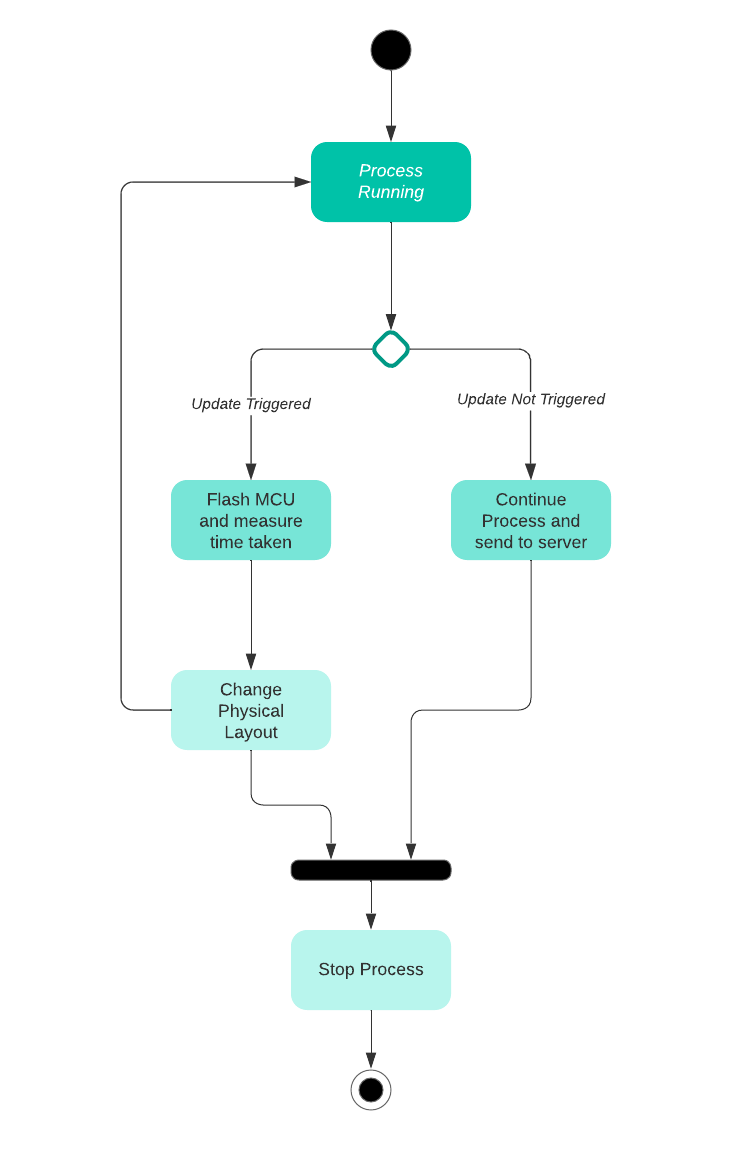 Process
Running
Update Triggered
Update Not Triggered
Flash MCU
and measure
time taken
Continue
Process and
send to server
Change
Physical
Layout
Stop Process